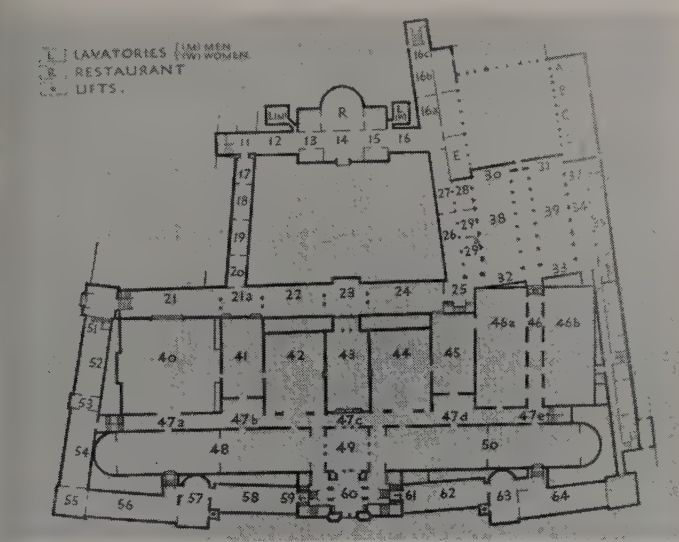 L LAVATORIES (M) MEN
(W) WOMEN.
R RESTAURANT
LIFTS.
16c
16b
16a
R
L
11 12 13 14 15 16
E
A
B
C
17
18
19
20
27 28
26 29
29a
30 31
38 39
32 33
37
34
21 21a 22 23 24 25
51
52
53
54
40 41 42 43 44 45 46a 46 46b
47a 47b 47c 47d 47e
48 49 50
55 56 57 58 59 60 61 62 63 64